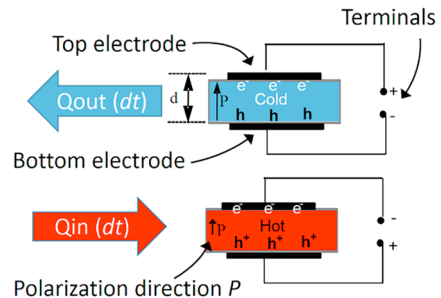 Terminals
Top electrode
e⁻ e⁻ e⁻
Qout (dt)
d
P
Cold
+
-
h h h
Bottom electrode
e⁻ e⁻ e⁻
-
Qin (dt)
P
Hot
h⁺ h⁺ h⁺
+
Polarization direction P